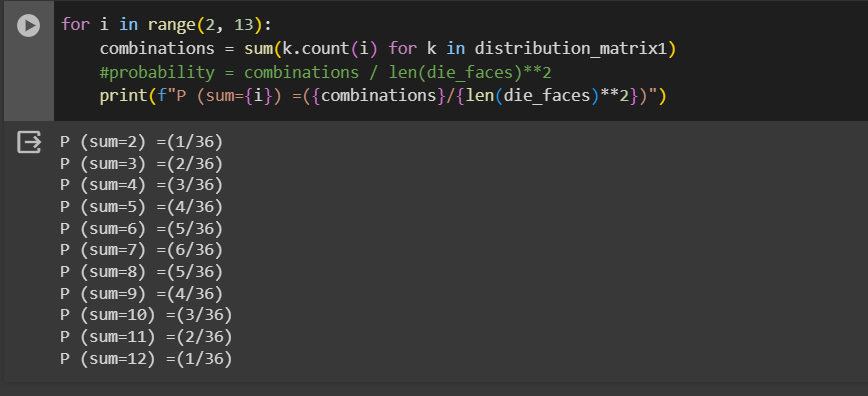 for i in range(2, 13):
    combinations = sum(k.count(i) for k in distribution_matrix1)
    #probability = combinations / len(die_faces)**2
    print(f"P (sum={i}) =({combinations}/{len(die_faces)**2})")
P (sum=2) =(1/36)
P (sum=3) =(2/36)
P (sum=4) =(3/36)
P (sum=5) =(4/36)
P (sum=6) =(5/36)
P (sum=7) =(6/36)
P (sum=8) =(5/36)
P (sum=9) =(4/36)
P (sum=10) =(3/36)
P (sum=11) =(2/36)
P (sum=12) =(1/36)